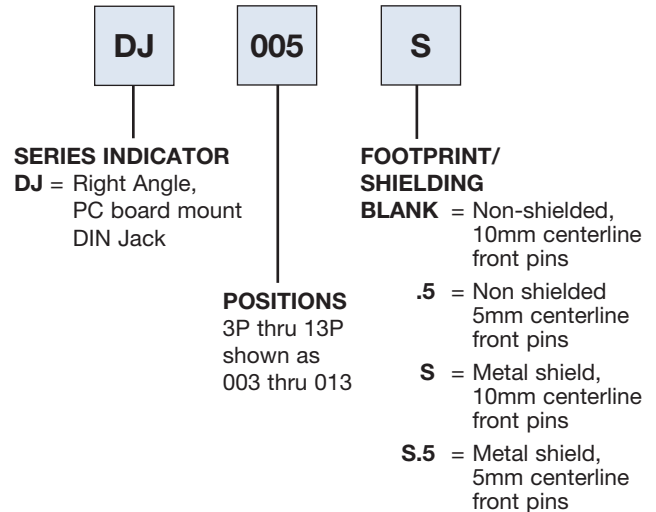 DJ 005 S
SERIES INDICATOR
DJ = Right Angle,
PC board mount
DIN Jack
POSITIONS
3P thru 13P
shown as
003 thru 013
FOOTPRINT/
SHIELDING
BLANK = Non-shielded,
10mm centerline
front pins
.5 = Non shielded
5mm centerline
front pins
S = Metal shield,
10mm centerline
front pins
S.5 = Metal shield,
5mm centerline
front pins